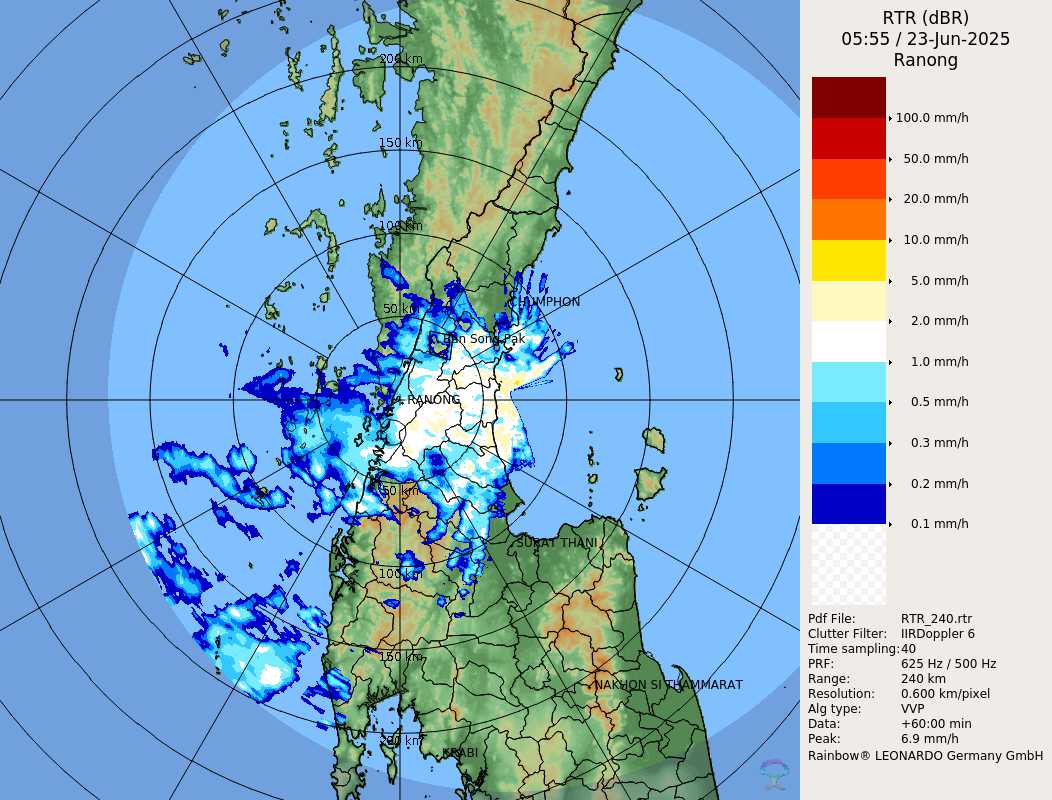 RTR (dBR)
05:55 / 23-Jun-2025
Ranong
100.0 mm/h
50.0 mm/h
20.0 mm/h
10.0 mm/h
5.0 mm/h
2.0 mm/h
1.0 mm/h
0.5 mm/h
0.3 mm/h
0.2 mm/h
0.1 mm/h
Pdf File: RTR_240.rtr
Clutter Filter: IIRDoppler 6
Time sampling: 40
PRF: 625 Hz / 500 Hz
Range: 240 km
Resolution: 0.600 km/pixel
Alg type: VVP
Data: +60:00 min
Peak: 6.9 mm/h
Rainbow® LEONARDO Germany GmbH
200 km
150 km
100 km
CHUMPHON
50 km
Ban Song Pak
RANONG
50 km
SURAT THANI
100 km
150 km
NAKHON SI THAMMARAT
200 km
KRABI